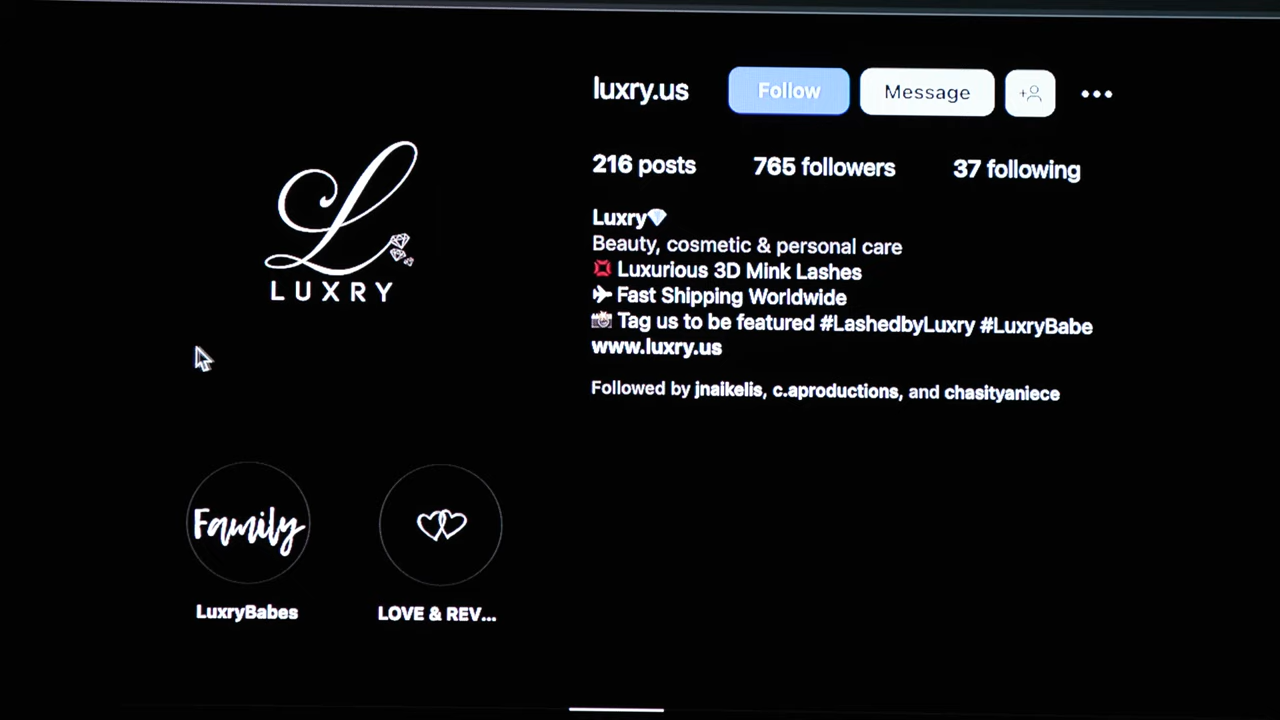 luxry.us Follow Message
216 posts 765 followers 37 following
L
LUXRY
Luxry💎
Beauty, cosmetic & personal care
💢 Luxurious 3D Mink Lashes
✈ Fast Shipping Worldwide
📸 Tag us to be featured #LashedbyLuxry #LuxryBabe
www.luxry.us
Followed by jnaikelis, c.aproductions, and chasityaniece
Family
LuxryBabes
LOVE & REV...